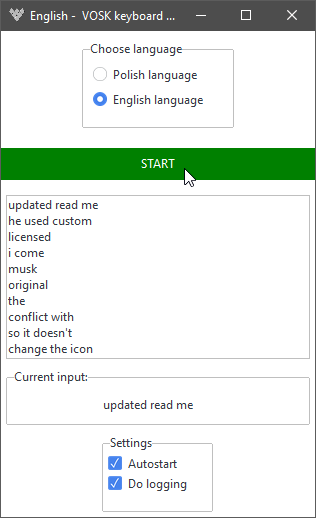 English -  VOSK keyboard ...
Choose language
Polish language
English language
START
updated read me
he used custom
licensed
i come
musk
original
the
conflict with
so it doesn't
change the icon
Current input:
updated read me
Settings
Autostart
Do logging